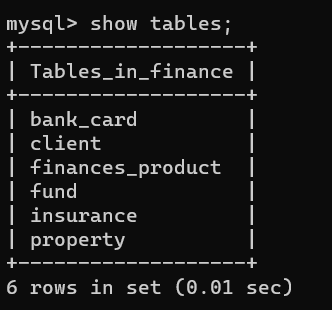 mysql> show tables;
+--------------------+
| Tables_in_finance |
+--------------------+
| bank_card         |
| client            |
| finances_product  |
| fund              |
| insurance         |
| property          |
+--------------------+
6 rows in set (0.01 sec)